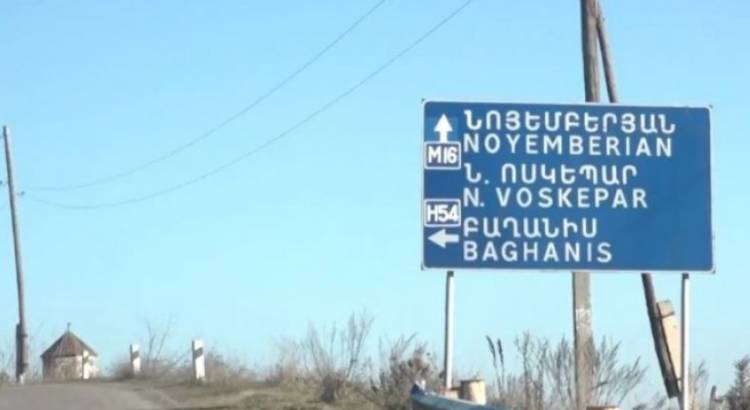 ՆՈՅԵՄԲԵՐՅԱՆ
M16 NOYEMBERIAN
Ն. ՈՍԿԵՊԱՐ
N. VOSKEPAR
H54 ԲԱՂԱՆԻՍ
BAGHANIS